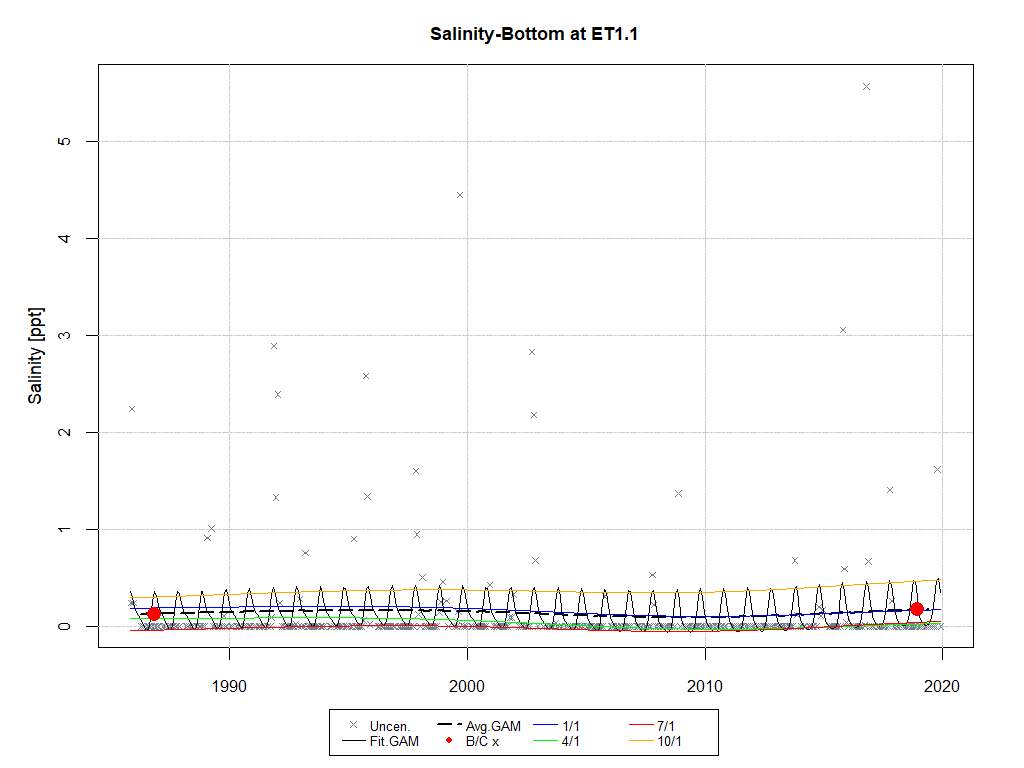 Salinity-Bottom at ET1.1
Salinity [ppt]
5
4
3
2
1
0
1990 2000 2010 2020
Uncen. Avg.GAM 1/1 7/1
Fit.GAM B/C x 4/1 10/1